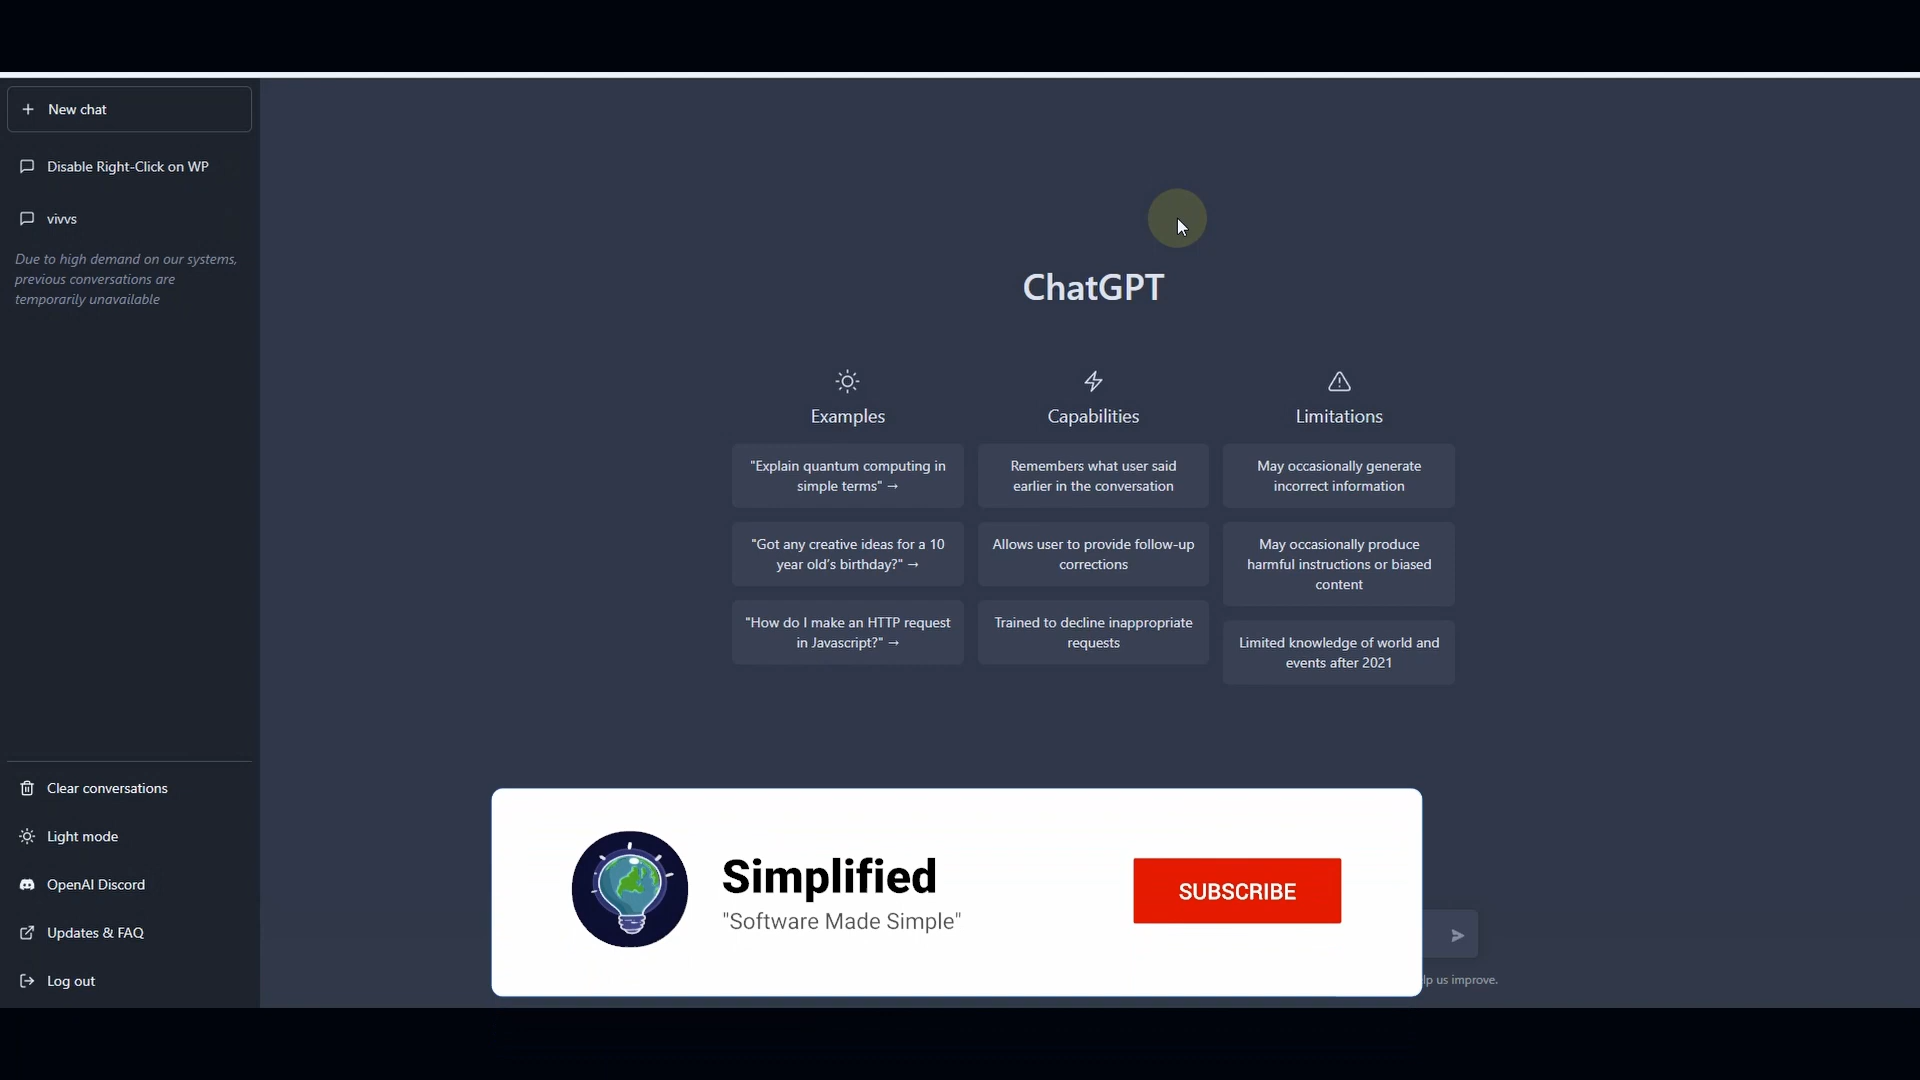 New chat
Disable Right-Click on WP
vivvs
Due to high demand on our systems,
previous conversations are
temporarily unavailable
Clear conversations
Light mode
OpenAI Discord
Updates & FAQ
Log out
ChatGPT
Examples
"Explain quantum computing in
simple terms" →
"Got any creative ideas for a 10
year old's birthday?" →
"How do I make an HTTP request
in Javascript?" →
Capabilities
Remembers what user said
earlier in the conversation
Allows user to provide follow-up
corrections
Trained to decline inappropriate
requests
Limitations
May occasionally generate
incorrect information
May occasionally produce
harmful instructions or biased
content
Limited knowledge of world and
events after 2021
Simplified
"Software Made Simple"
SUBSCRIBE
us improve.